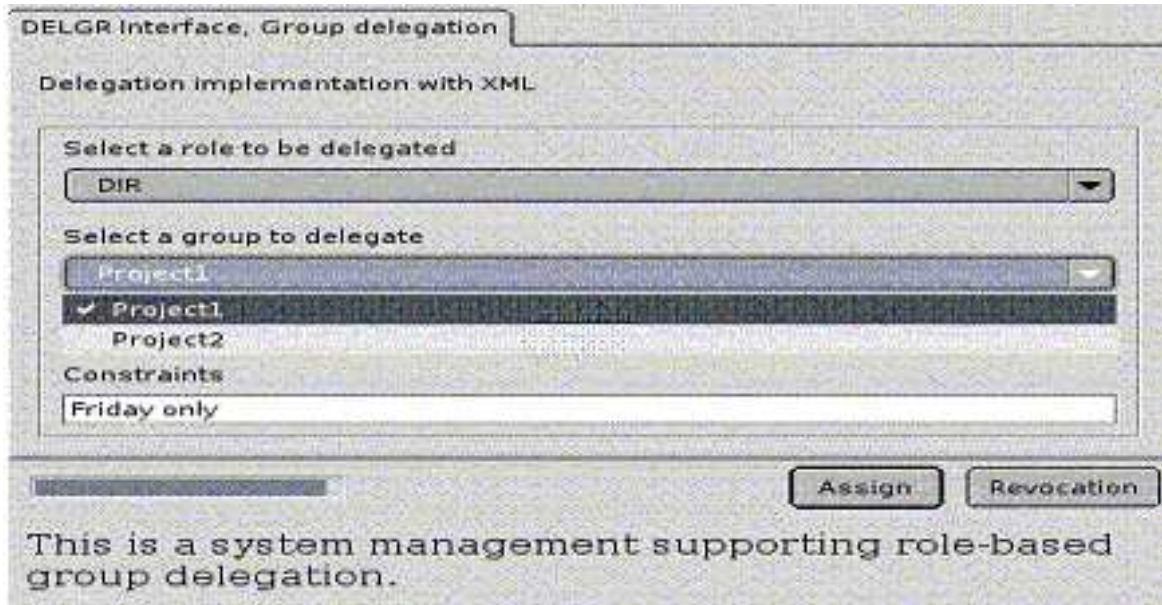 DELGR Interface, Group delegation
Delegation implementation with XML
Select a role to be delegated
DIR
Select a group to delegate
Project1
✓ Project1
Project2
Constraints
Friday only
Assign
Revocation
This is a system management supporting role-based
group delegation.